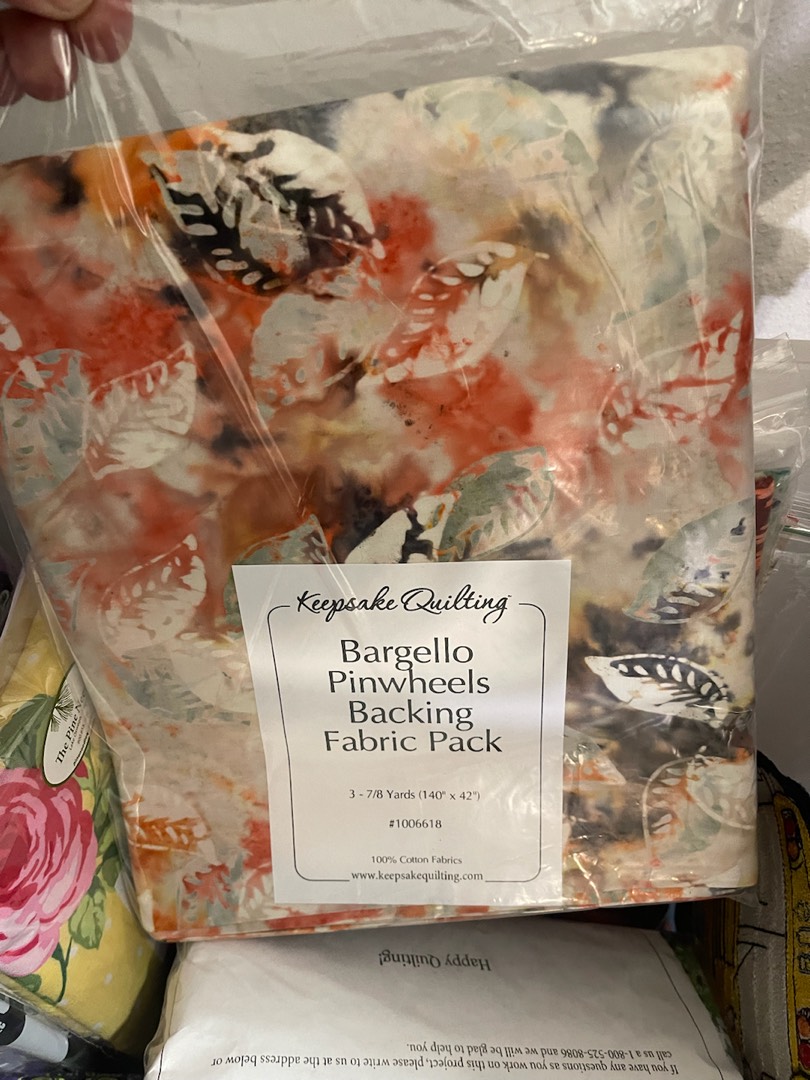 Keepsake Quilting
Bargello
Pinwheels
Backing
Fabric Pack
3 - 7/8 Yards (140" x 42")
#1006618
100% Cotton Fabrics
www.keepsakequilting.com
The Pine
Happy Quilting!
If you have any questions as you work on this project, please write to us at the address below or
call us a 1-800-525-8086 and we will be glad to help you.